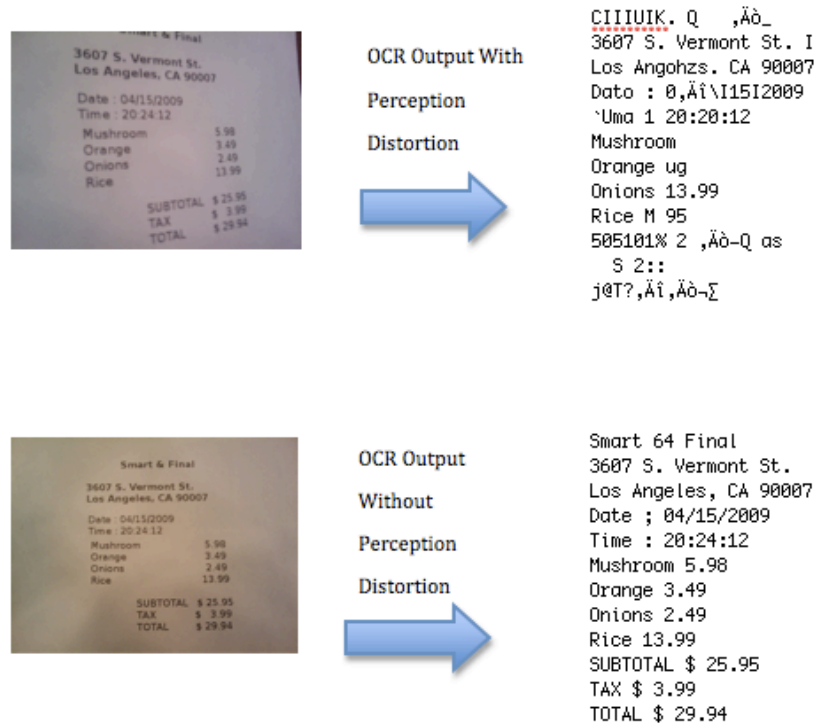 Smart & Final
3607 S. Vermont St.
Los Angeles, CA 90007
Date : 04/15/2009
Time : 20:24:12
Mushroom 5.98
Orange 3.49
Onions 2.49
Rice 13.99
SUBTOTAL $ 25.95
TAX $ 3.99
TOTAL $ 29.94
OCR Output With
Perception
Distortion
CIIIUIK. Q ,Äò_
3607 S. Vermont St. I
Los Angohzs. CA 90007
Dato : 0,Äî\I15I2009
`Uma 1 20:20:12
Mushroom
Orange ug
Onions 13.99
Rice M 95
505101% 2 ,Äò–Q as
S 2::
j@T?,Äî,Äò¬∑
Smart & Final
3607 S. Vermont St.
Los Angeles, CA 90007
Date : 04/15/2009
Time : 20:24:12
Mushroom 5.98
Orange 3.49
Onions 2.49
Rice 13.99
SUBTOTAL $ 25.95
TAX $ 3.99
TOTAL $ 29.94
OCR Output
Without
Perception
Distortion
Smart 64 Final
3607 S. Vermont St.
Los Angeles, CA 90007
Date ; 04/15/2009
Time : 20:24:12
Mushroom 5.98
Orange 3.49
Onions 2.49
Rice 13.99
SUBTOTAL $ 25.95
TAX $ 3.99
TOTAL $ 29.94